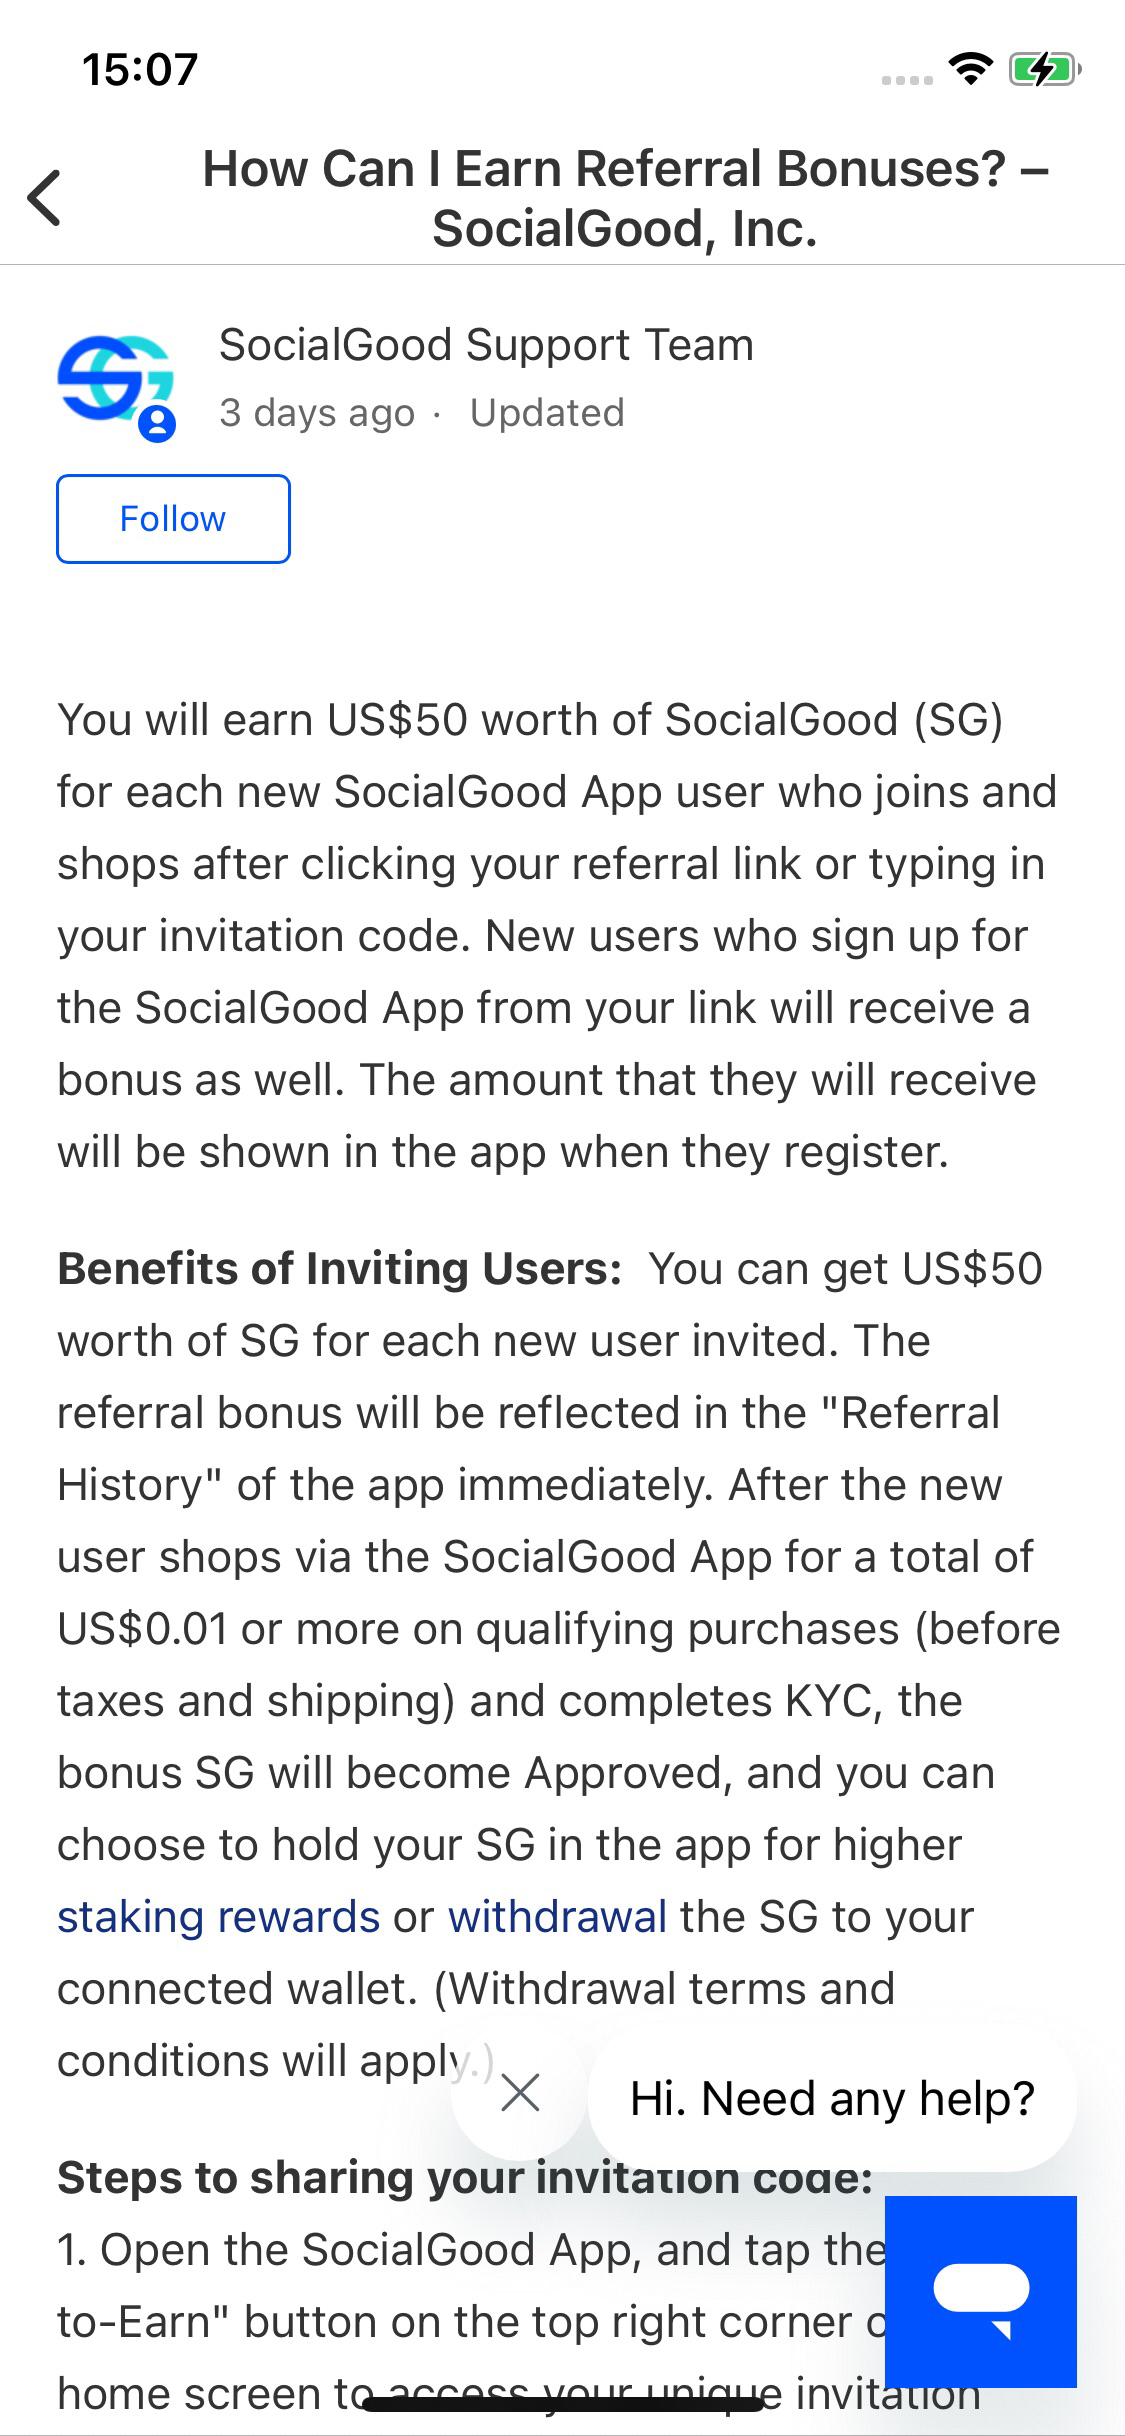 15:07
How Can I Earn Referral Bonuses? –
SocialGood, Inc.
SocialGood Support Team
3 days ago · Updated
Follow
You will earn US$50 worth of SocialGood (SG)
for each new SocialGood App user who joins and
shops after clicking your referral link or typing in
your invitation code. New users who sign up for
the SocialGood App from your link will receive a
bonus as well. The amount that they will receive
will be shown in the app when they register.
Benefits of Inviting Users: You can get US$50
worth of SG for each new user invited. The
referral bonus will be reflected in the "Referral
History" of the app immediately. After the new
user shops via the SocialGood App for a total of
US$0.01 or more on qualifying purchases (before
taxes and shipping) and completes KYC, the
bonus SG will become Approved, and you can
choose to hold your SG in the app for higher
staking rewards or withdrawal the SG to your
connected wallet. (Withdrawal terms and
conditions will apply.)
Hi. Need any help?
Steps to sharing your invitation code:
1. Open the SocialGood App, and tap the
to-Earn" button on the top right corner
home screen to access your unique invitation